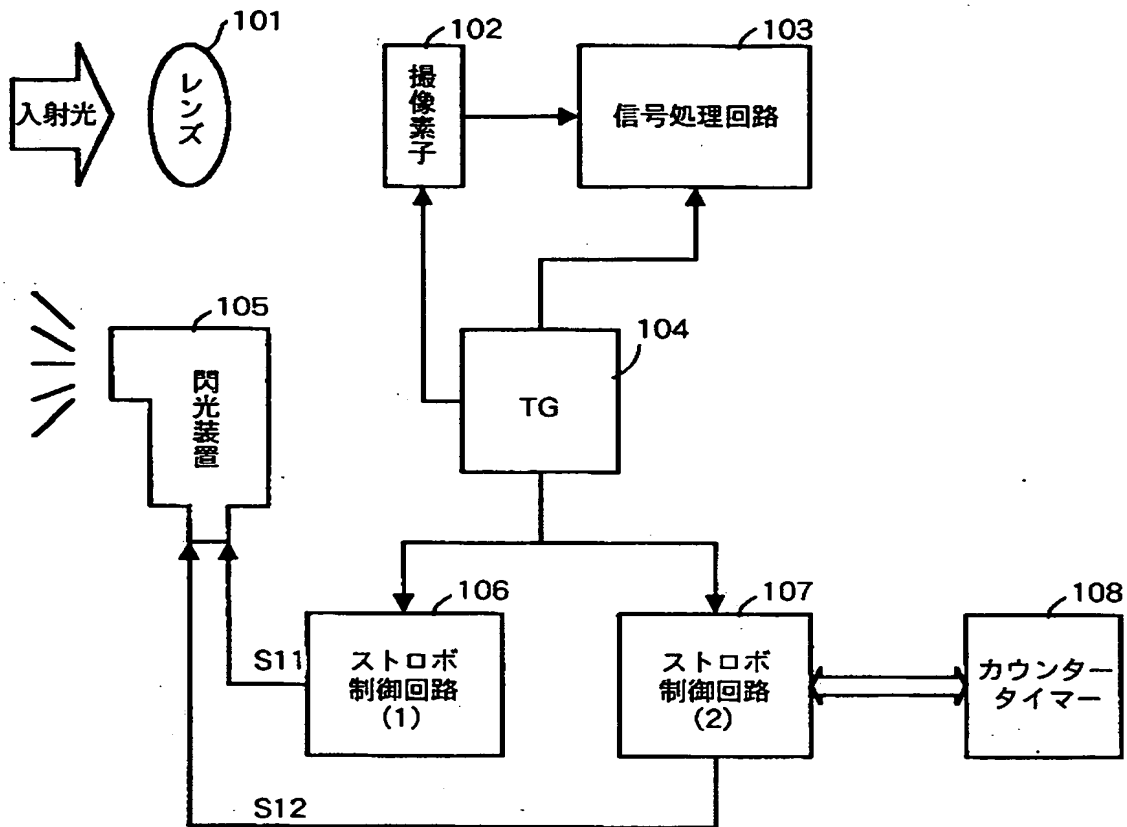 101
102
103
入射光
レンズ
撮像素子
信号処理回路
105
104
閃光装置
TG
106
107
108
S11
ストロボ
制御回路
(1)
ストロボ
制御回路
(2)
カウンター
タイマー
S12